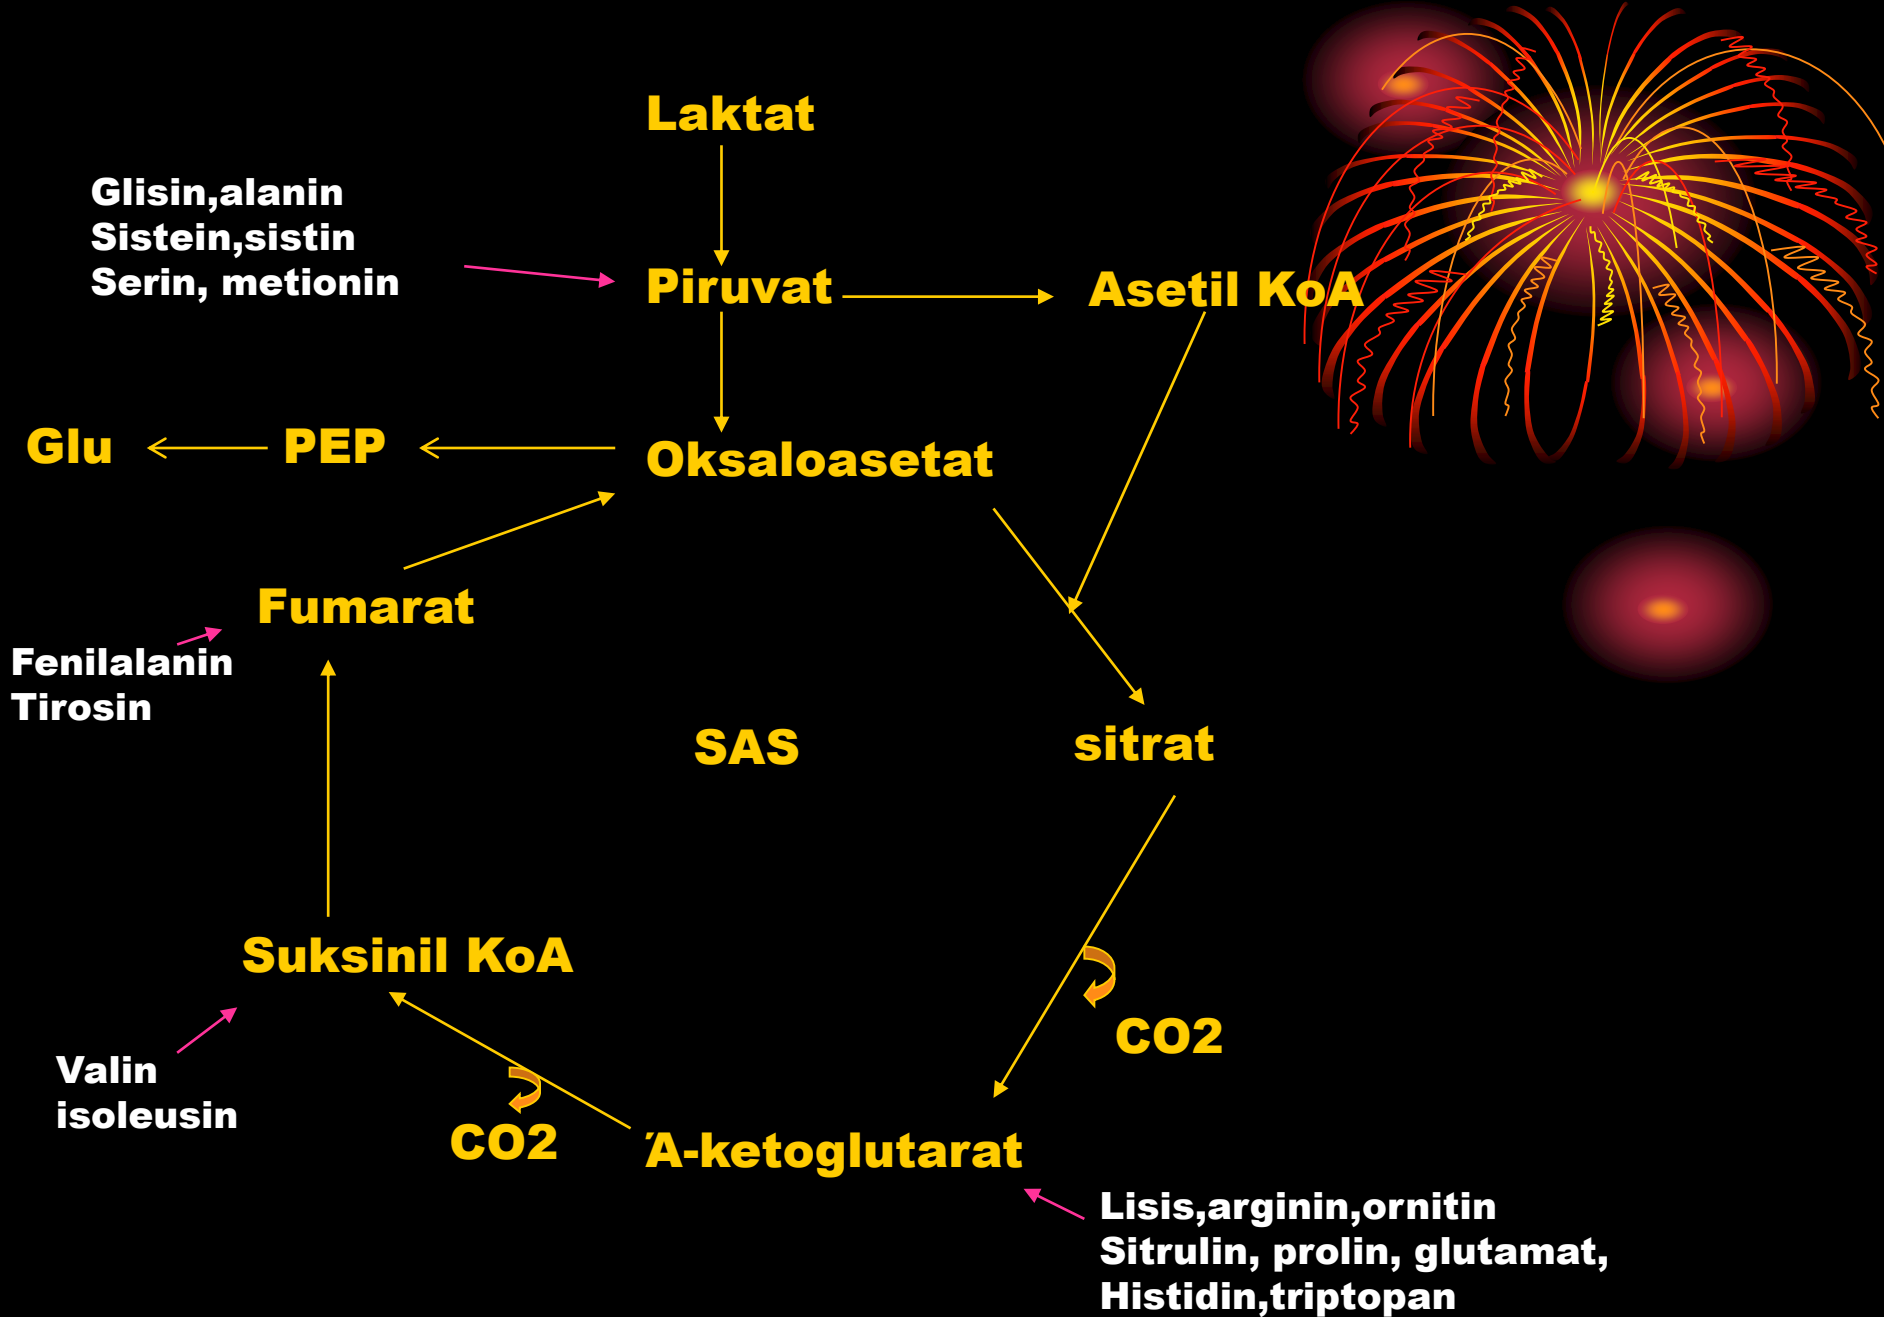 Laktat
Glisin,alanin
Sistein,sistin
Serin, metionin
Piruvat
Asetil KoA
Glu
PEP
Oksaloasetat
Fumarat
Fenilalanin
Tirosin
SAS
sitrat
Suksinil KoA
CO2
Valin
isoleusin
CO2
Ά-ketoglutarat
Lisis,arginin,ornitin
Sitrulin, prolin, glutamat,
Histidin,triptopan